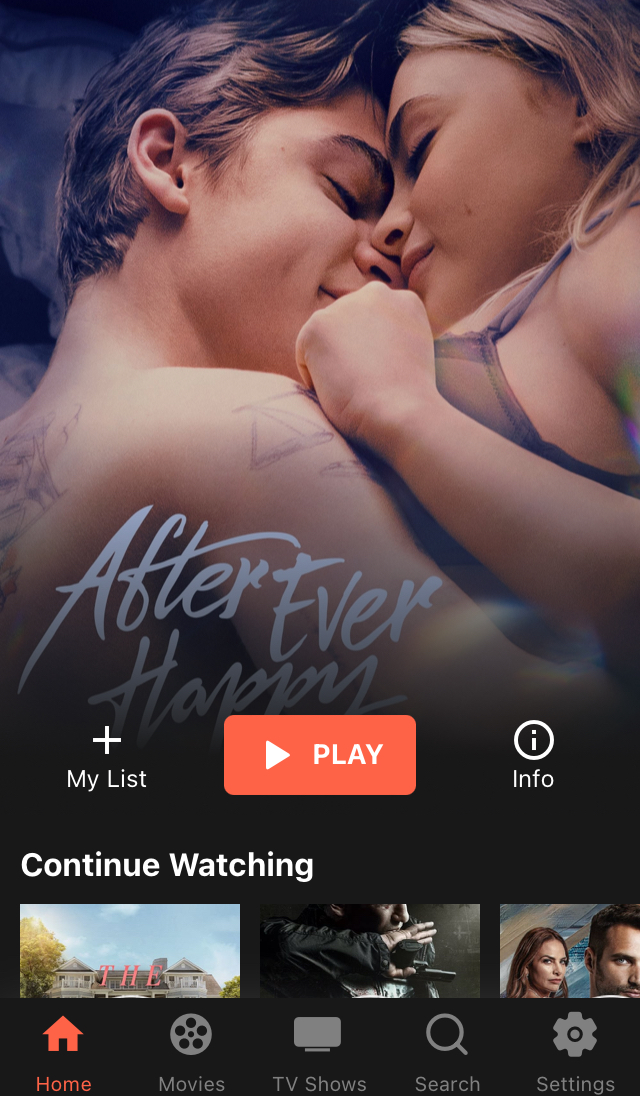 After Ever
Happy
My List
PLAY
Info
Continue Watching
THE
Home
Movies
TV Shows
Search
Settings